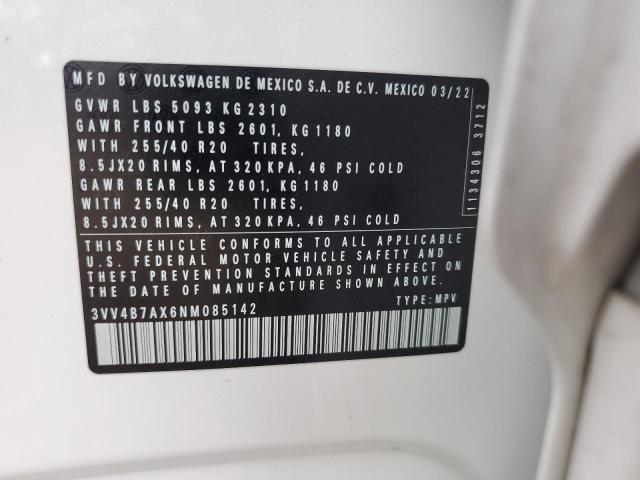 MFD BY VOLKSWAGEN DE MEXICO S.A. DE C.V. MEXICO 03/22
GVWR LBS 5093 KG 2310
GAWR FRONT LBS 2601, KG 1180
WITH 255/40 R20 TIRES,
8.5JX20 RIMS, AT 320 KPA, 46 PSI COLD
GAWR REAR LBS 2601, KG 1180
WITH 255/40 R20 TIRES,
8.5JX20 RIMS, AT 320 KPA, 46 PSI COLD
THIS VEHICLE CONFORMS TO ALL APPLICABLE
U.S. FEDERAL MOTOR VEHICLE SAFETY AND
THEFT PREVENTION STANDARDS IN EFFECT ON
THE DATE OF MANUFACTURE SHOWN ABOVE.
3VV4B7AX6NM085142 TYPE: MPV
1134306 3712